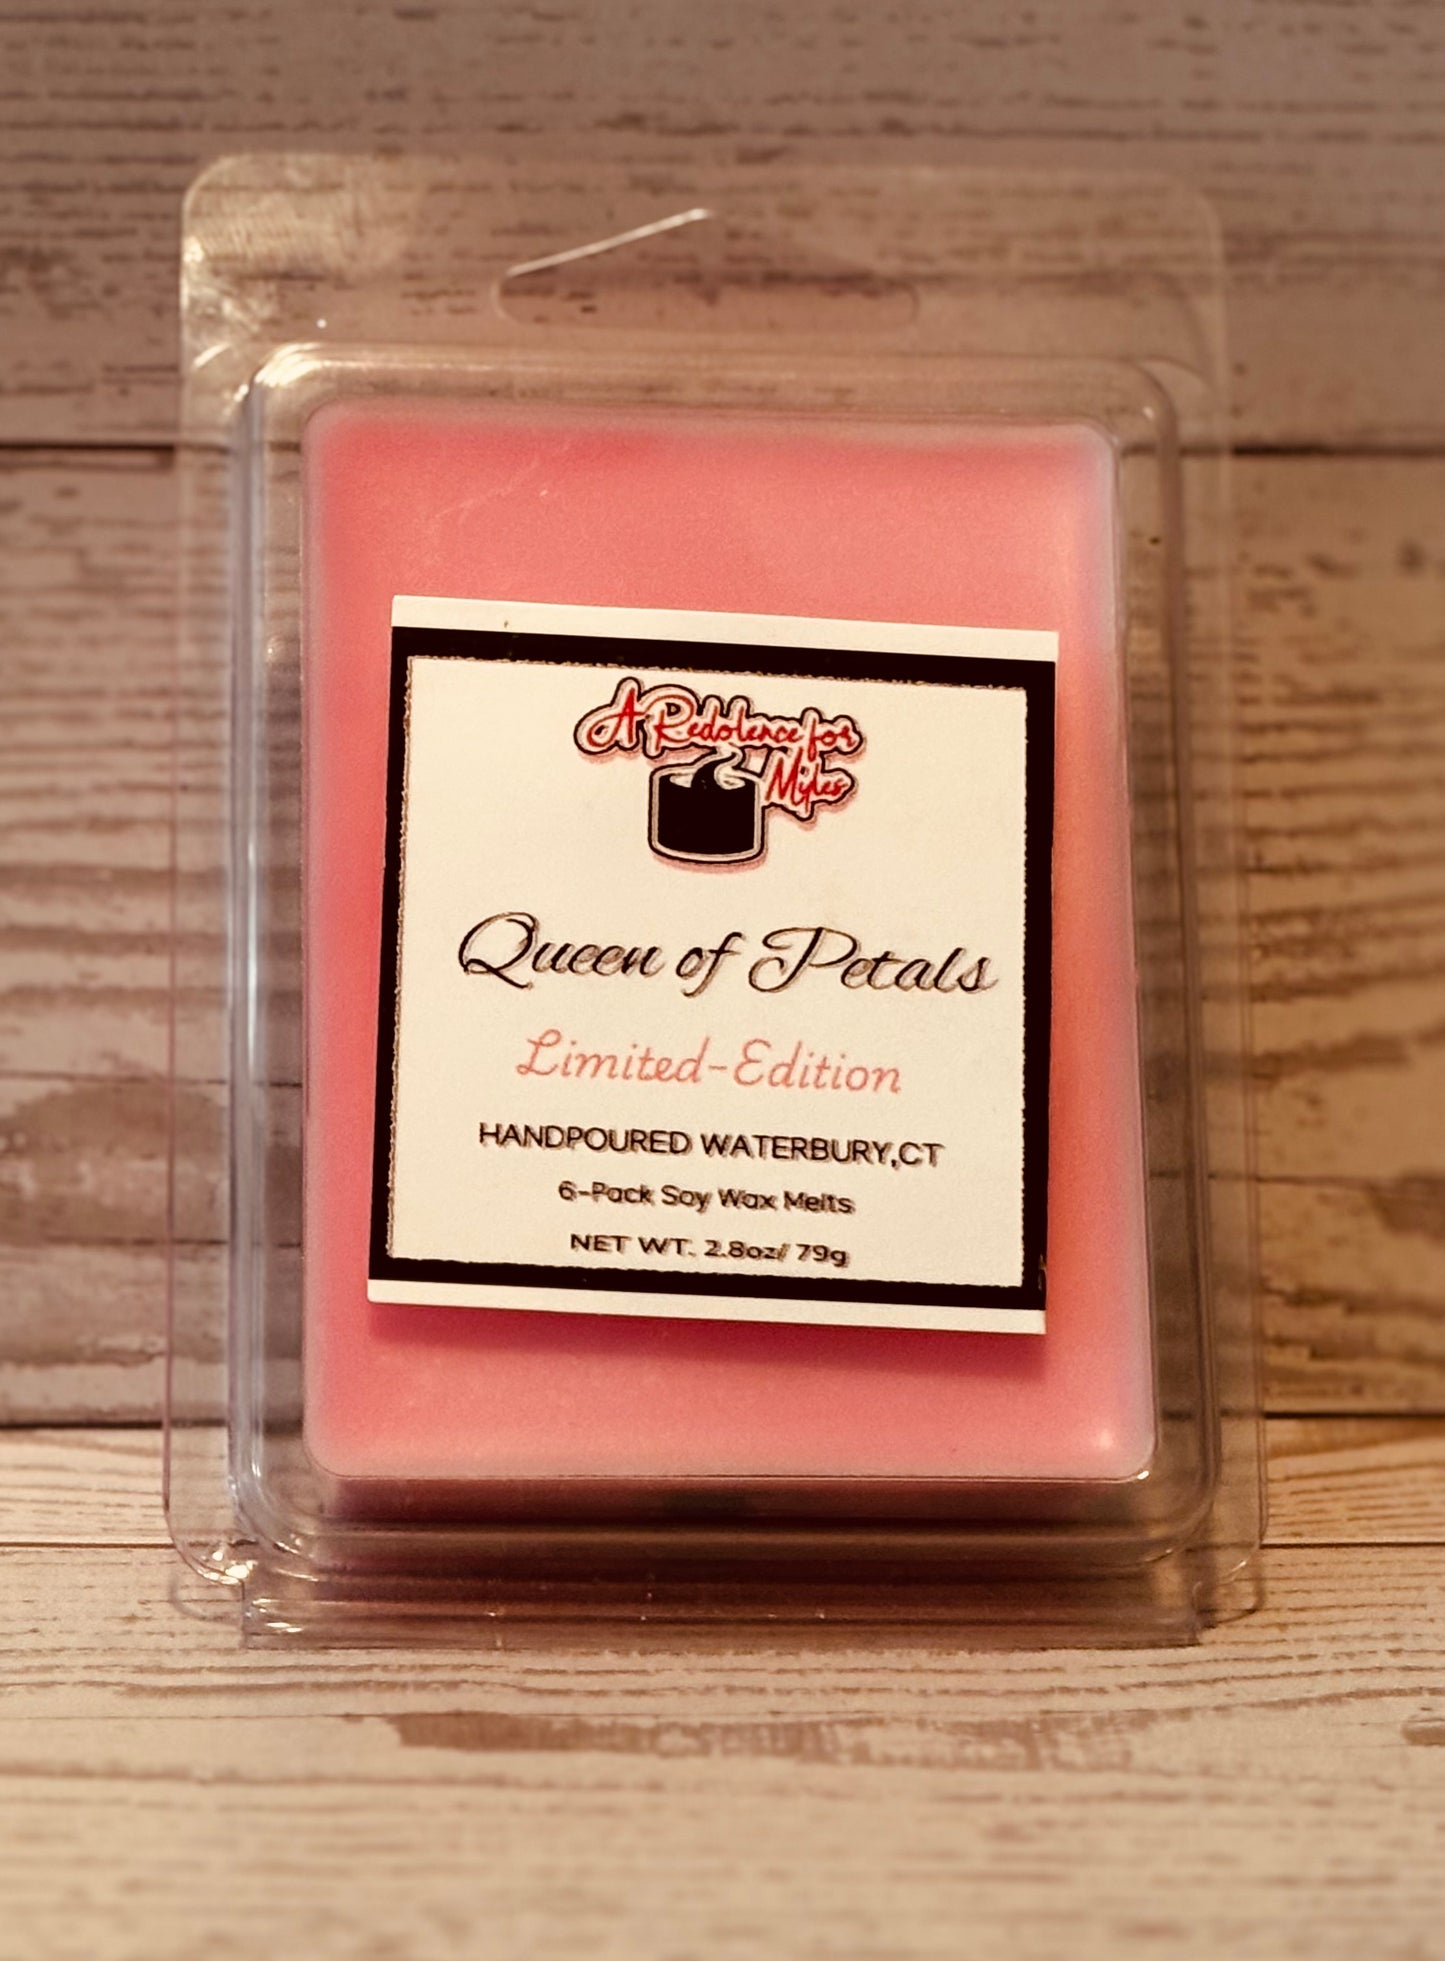 A Redolence for
Myles
Queen of Petals
Limited-Edition
HANDPOURED WATERBURY,CT
6-Pack Soy Wax Melts
NET WT. 2.8oz/ 79g